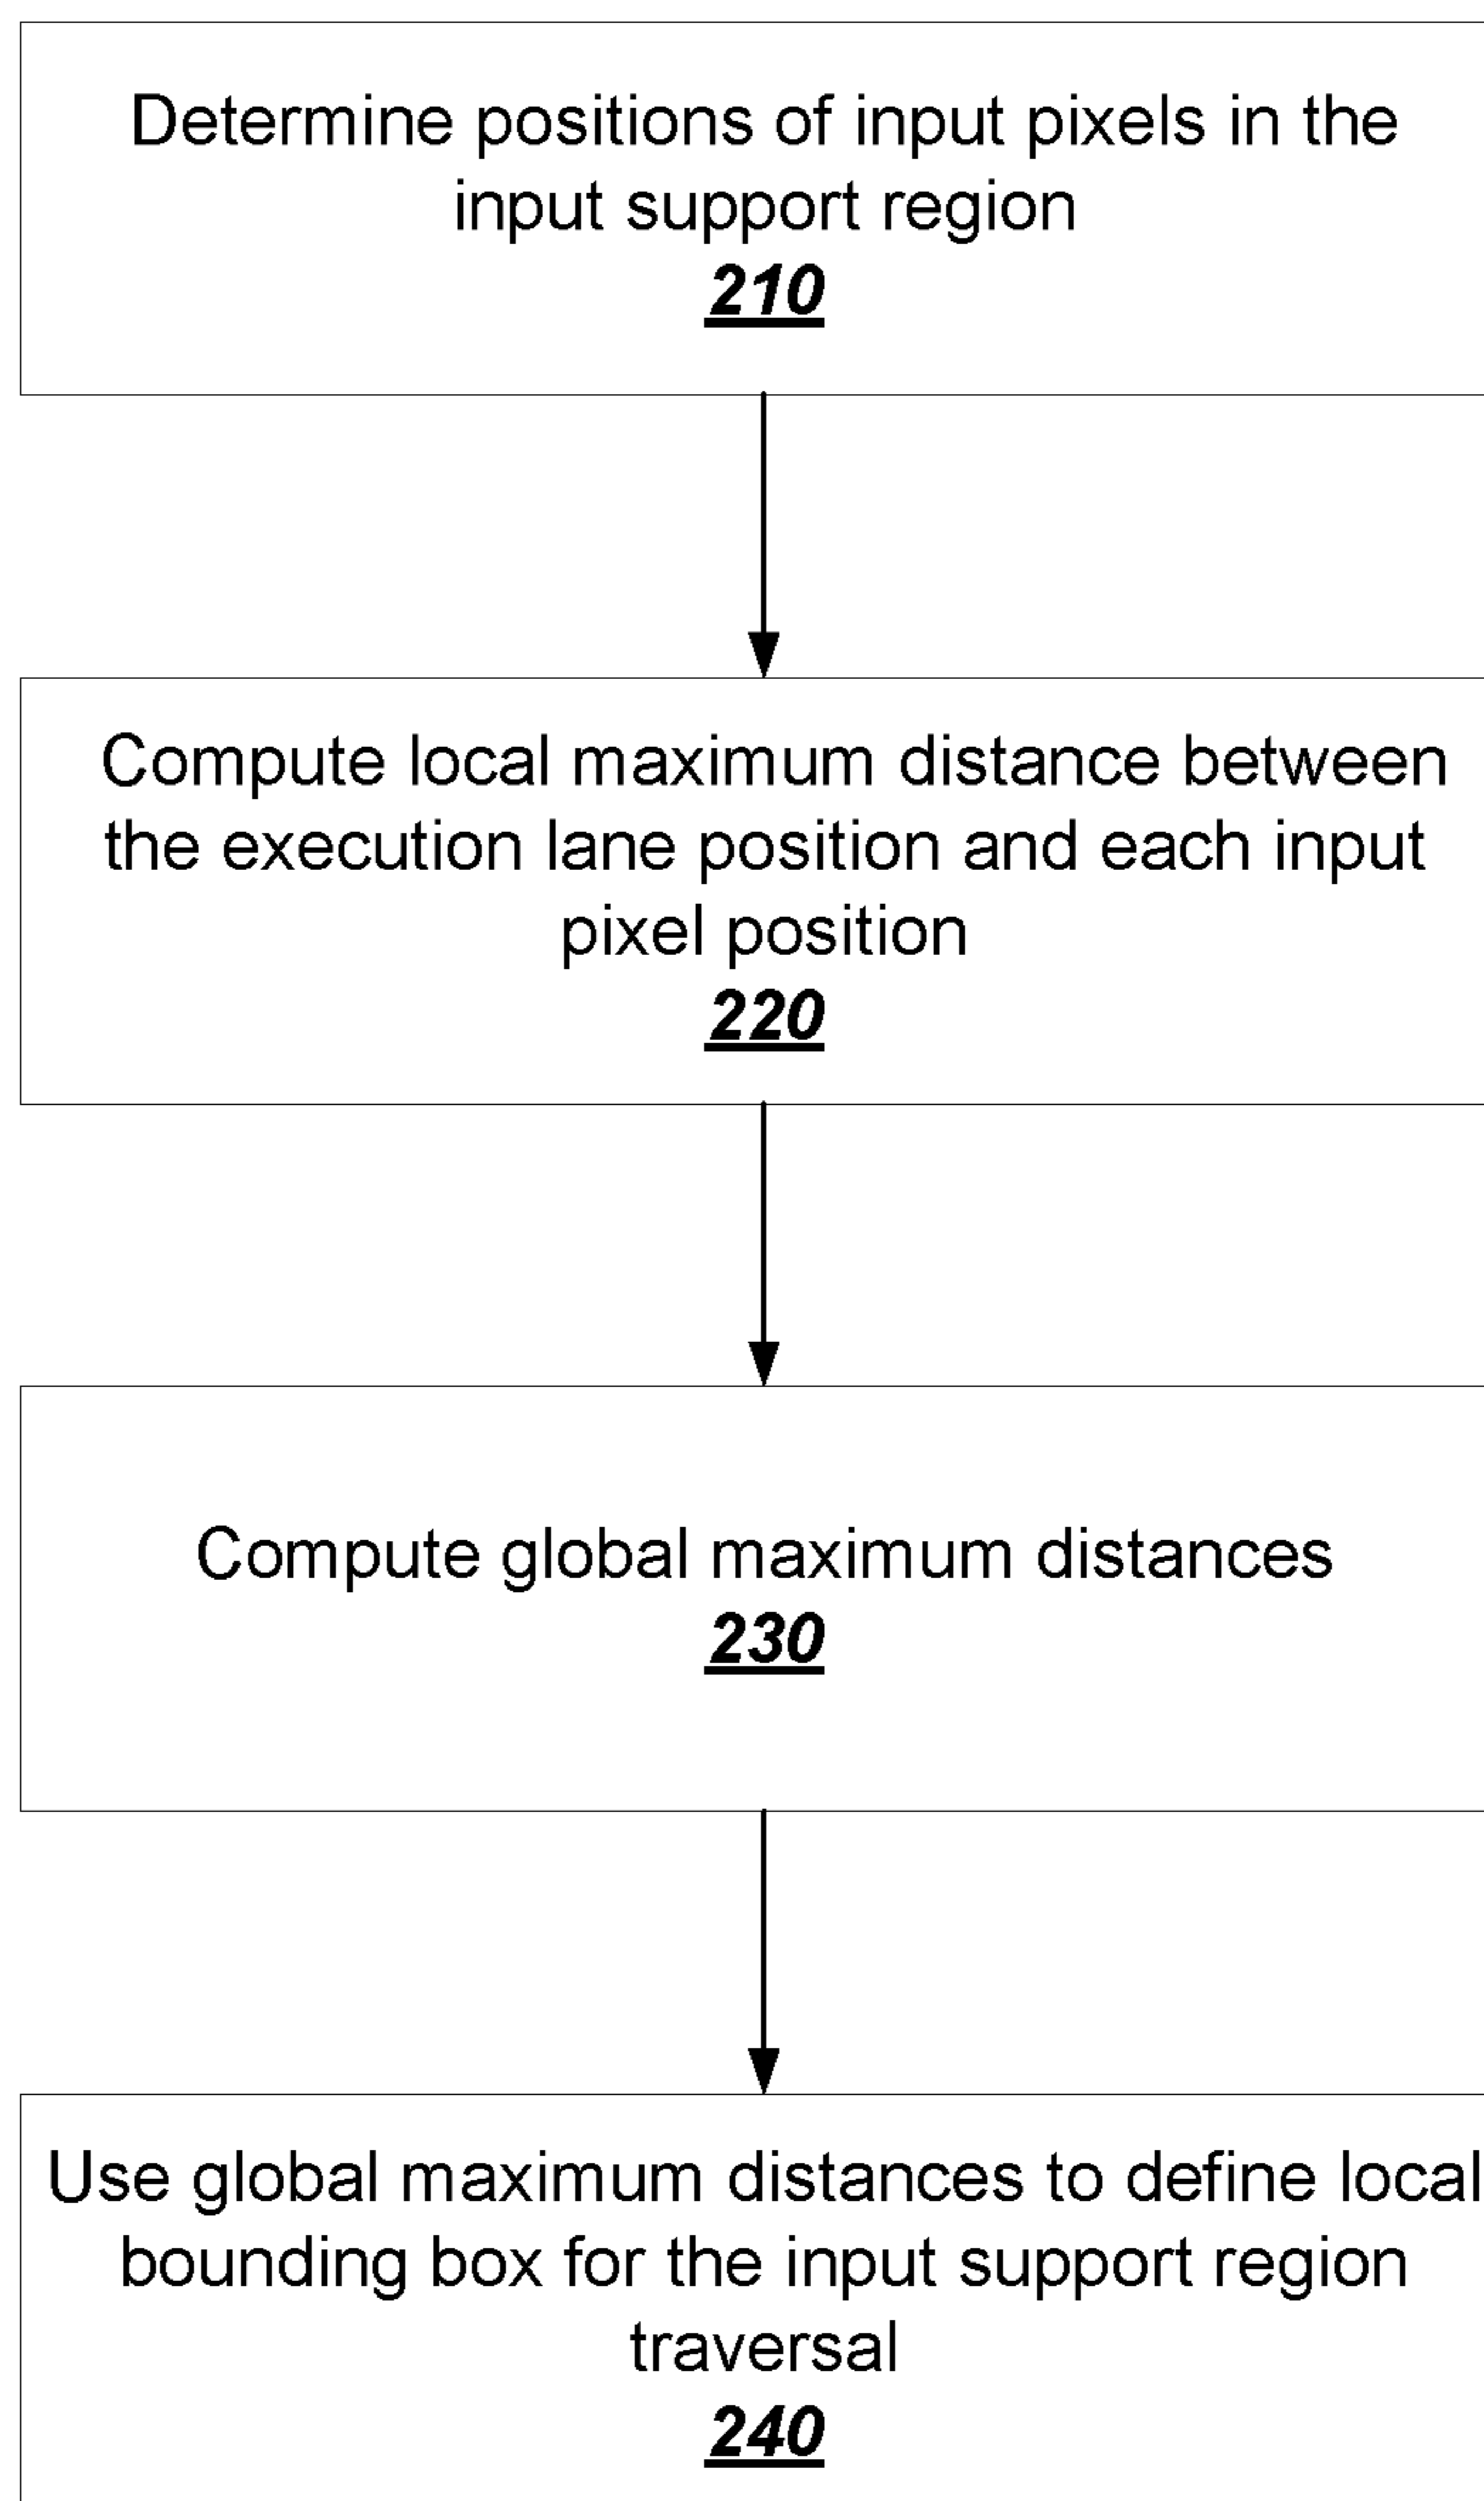 Determine positions of input pixels in the
input support region
210
Compute local maximum distance between
the execution lane position and each input
pixel position
220
Compute global maximum distances
230
Use global maximum distances to define local
bounding box for the input support region
traversal
240